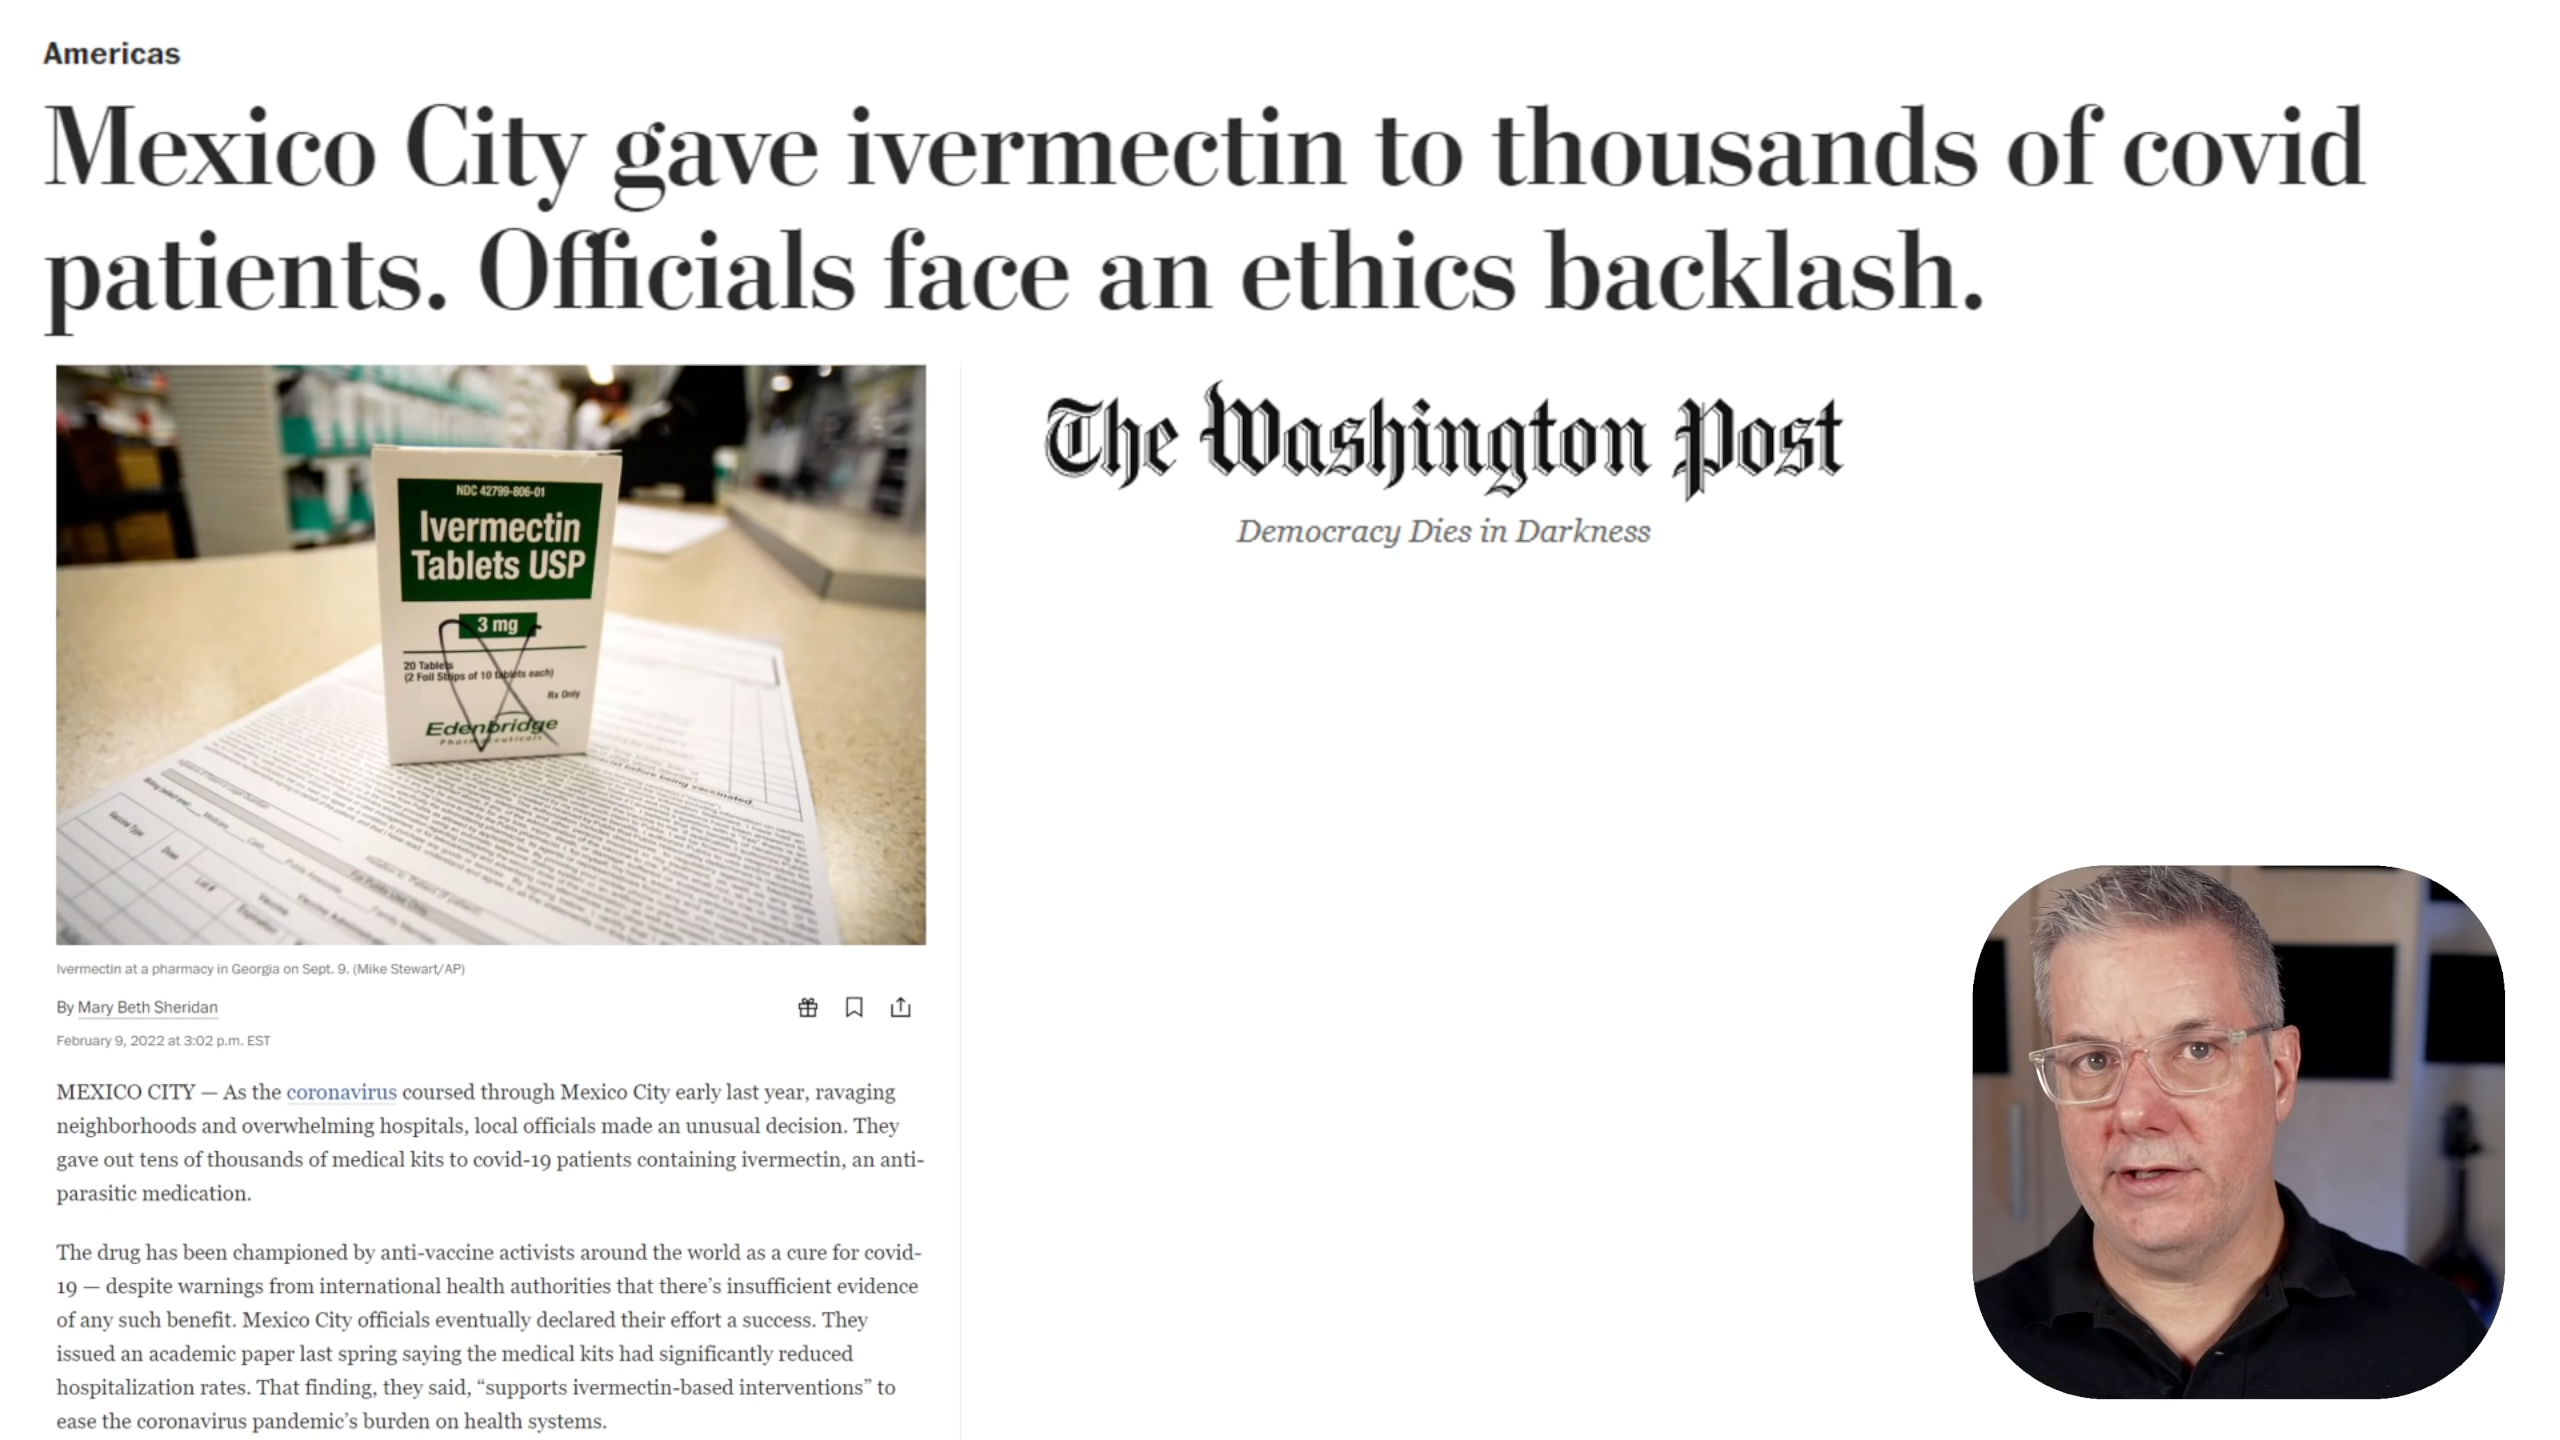 Americas
Mexico City gave ivermectin to thousands of covid
patients. Officials face an ethics backlash.
The Washington Post
Democracy Dies in Darkness
NDC 42799-806-01
Ivermectin
Tablets USP
3 mg
20 Tablets
(2 Foil Strips of 10 tablets each)
Rx Only
Edenbridge
Pharmaceuticals
being vaccinated.
Vaccine Type
Dose
Lot #
Vaccine
Expiration
Ivermectin at a pharmacy in Georgia on Sept. 9. (Mike Stewart/AP)
By Mary Beth Sheridan
February 9, 2022 at 3:02 p.m. EST
MEXICO CITY — As the coronavirus coursed through Mexico City early last year, ravaging
neighborhoods and overwhelming hospitals, local officials made an unusual decision. They
gave out tens of thousands of medical kits to covid-19 patients containing ivermectin, an anti-
parasitic medication.
The drug has been championed by anti-vaccine activists around the world as a cure for covid-
19 — despite warnings from international health authorities that there’s insufficient evidence
of any such benefit. Mexico City officials eventually declared their effort a success. They
issued an academic paper last spring saying the medical kits had significantly reduced
hospitalization rates. That finding, they said, “supports ivermectin-based interventions” to
ease the coronavirus pandemic’s burden on health systems.